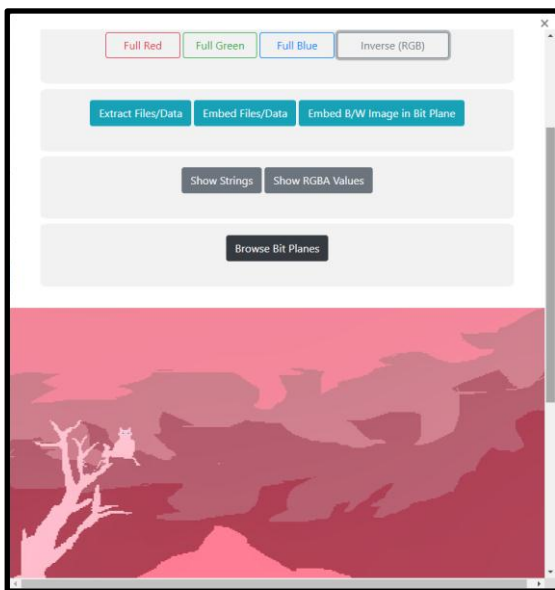 ×
Full Red Full Green Full Blue Inverse (RGB)
Extract Files/Data Embed Files/Data Embed B/W Image in Bit Plane
Show Strings Show RGBA Values
Browse Bit Planes